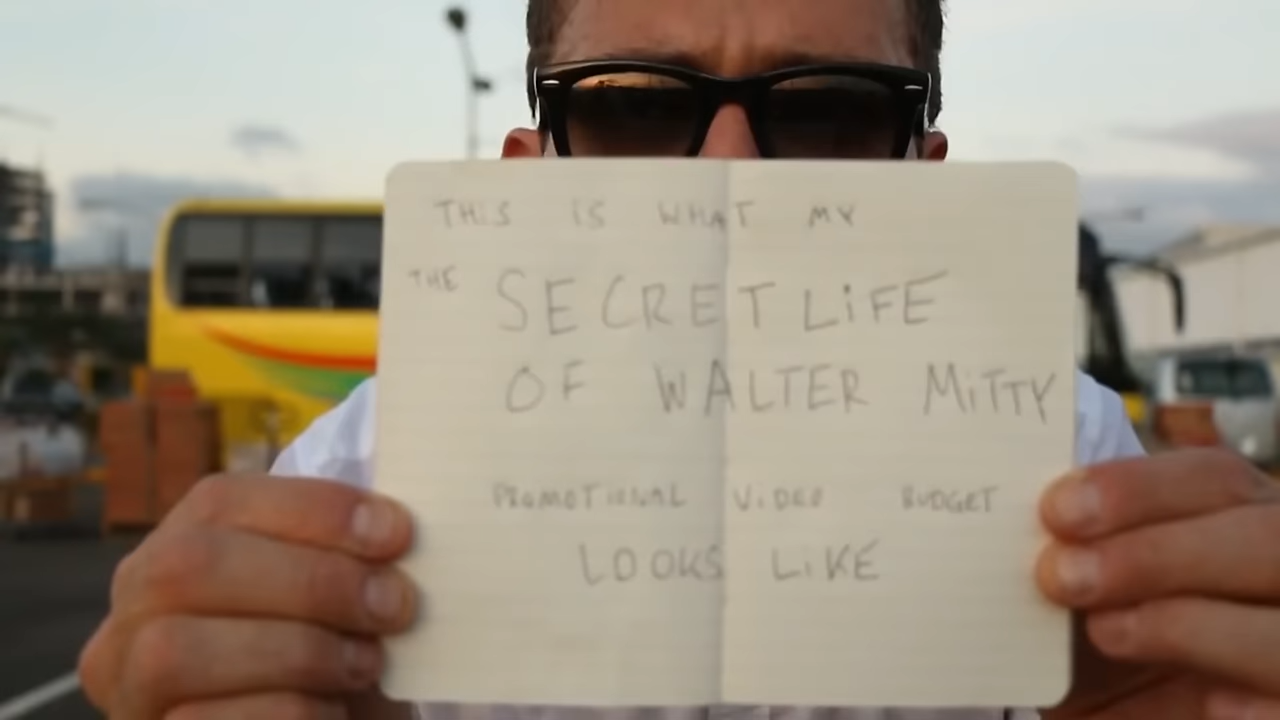 THiS iS WHAT MY
THE SECRET LiFE
OF WALTER MiTTY
PROMOTIONAL ViDEO BUDGET
LOOKS LiKE